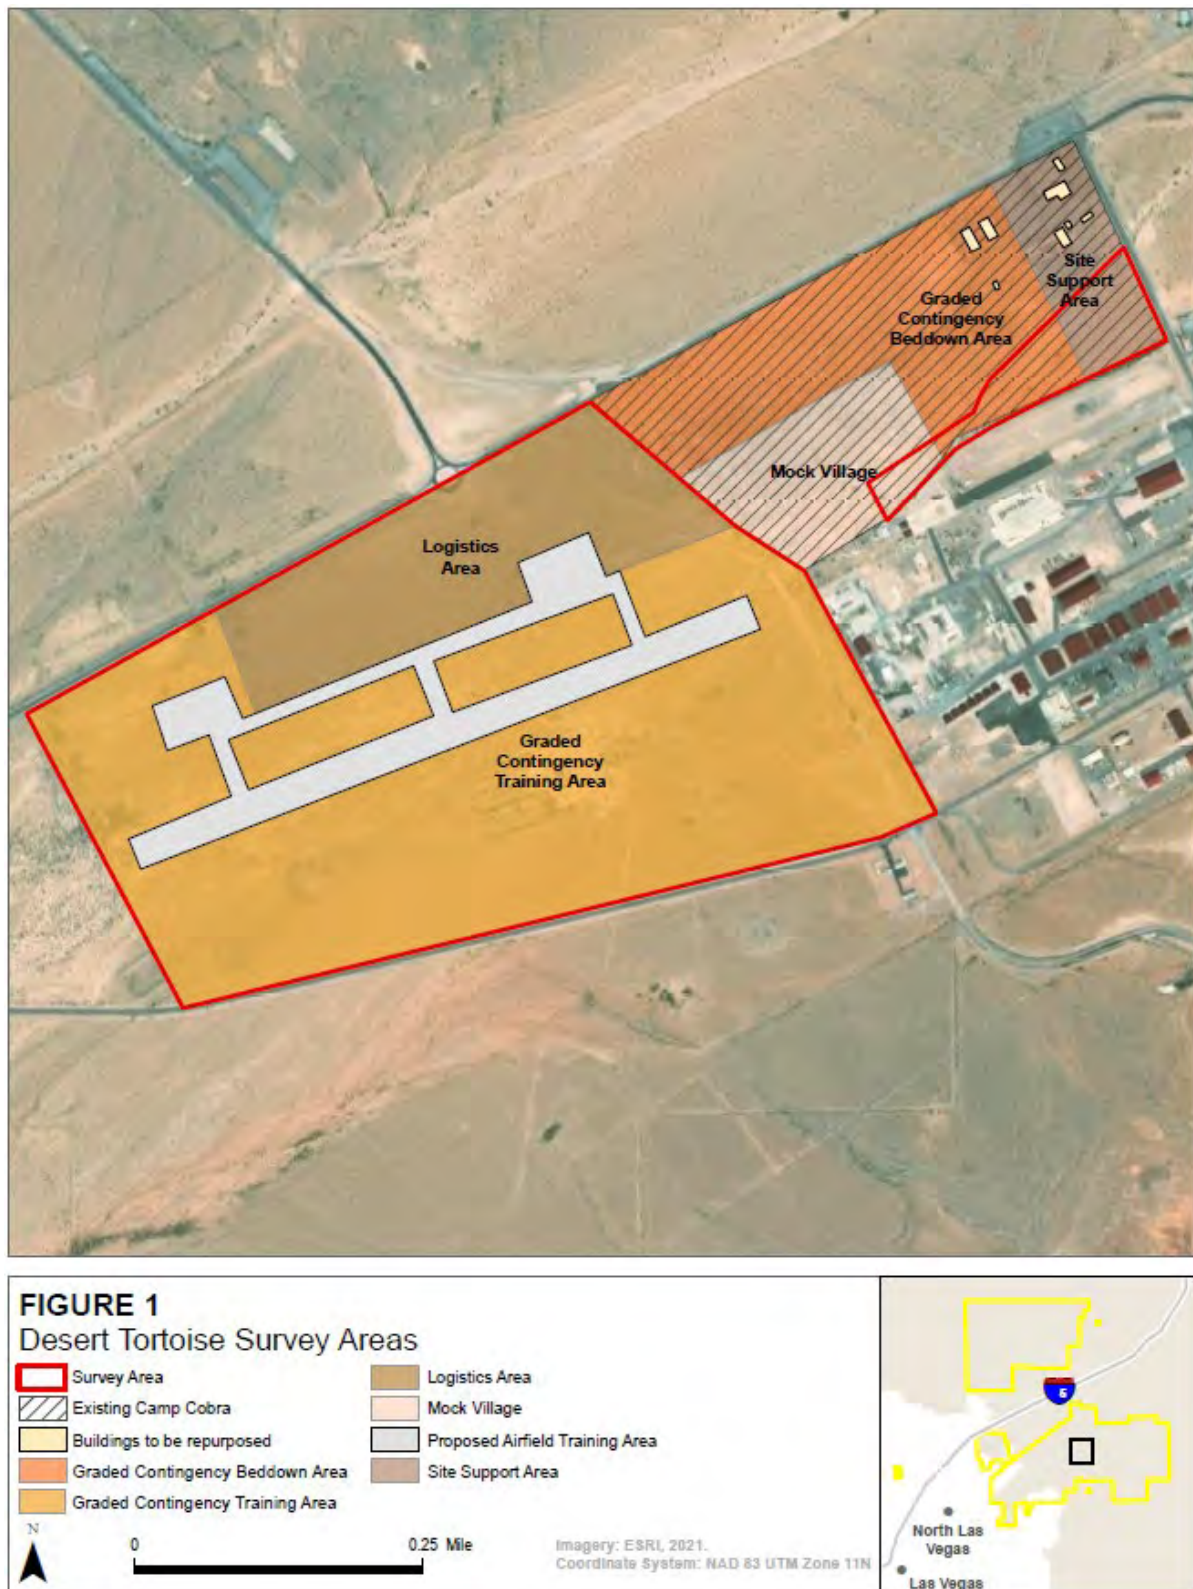 Site
Support
Area
Graded
Contingency
Beddown Area
Mock Village
Logistics
Area
Graded
Contingency
Training Area
FIGURE 1
Desert Tortoise Survey Areas
Survey Area
Existing Camp Cobra
Buildings to be repurposed
Graded Contingency Beddown Area
Graded Contingency Training Area
Logistics Area
Mock Village
Proposed Airfield Training Area
Site Support Area
N
0
0.25 Mile
Imagery: ESRI, 2021.
Coordinate System: NAD 83 UTM Zone 11N
North Las
Vegas
Las Vegas